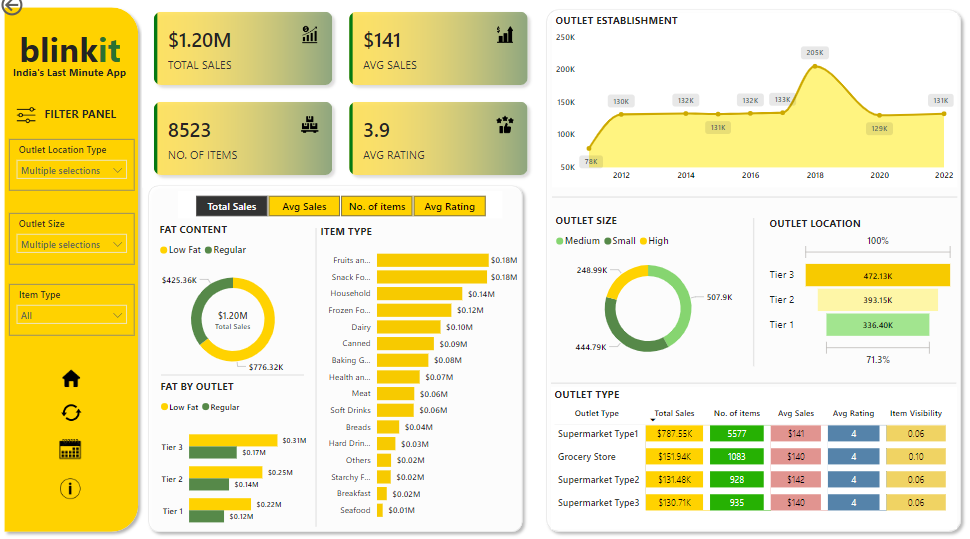 blinkit
India's Last Minute App
FILTER PANEL
Outlet Location Type
Multiple selections
Outlet Size
Multiple selections
Item Type
All
$1.20M
TOTAL SALES
$141
AVG SALES
8523
NO. OF ITEMS
3.9
AVG RATING
Total Sales Avg Sales No. of items Avg Rating
FAT CONTENT
Low Fat Regular
$425.36K
$1.20M
Total Sales
$776.32K
FAT BY OUTLET
Low Fat Regular
Tier 3 $0.31M
$0.17M
Tier 2 $0.25M
$0.14M
Tier 1 $0.22M
$0.12M
ITEM TYPE
Fruits an... $0.18M
Snack Fo... $0.18M
Household $0.14M
Frozen Fo... $0.12M
Dairy $0.10M
Canned $0.09M
Baking G... $0.08M
Health an... $0.07M
Meat $0.06M
Soft Drinks $0.06M
Breads $0.04M
Hard Drin... $0.03M
Others $0.02M
Starchy F... $0.02M
Breakfast $0.02M
Seafood $0.01M
OUTLET ESTABLISHMENT
250K
200K
150K
100K
50K
78K 130K 132K 131K 132K 133K 205K 129K 131K
2012 2014 2016 2018 2020 2022
OUTLET SIZE
Medium Small High
248.99K
507.9K
444.79K
OUTLET LOCATION
100%
Tier 3 472.13K
Tier 2 393.15K
Tier 1 336.40K
71.3%
OUTLET TYPE
Outlet Type Total Sales No. of items Avg Sales Avg Rating Item Visibility
Supermarket Type1 $787.55K 5577 $141 4 0.06
Grocery Store $151.94K 1083 $140 4 0.10
Supermarket Type2 $131.48K 928 $142 4 0.06
Supermarket Type3 $130.71K 935 $140 4 0.06